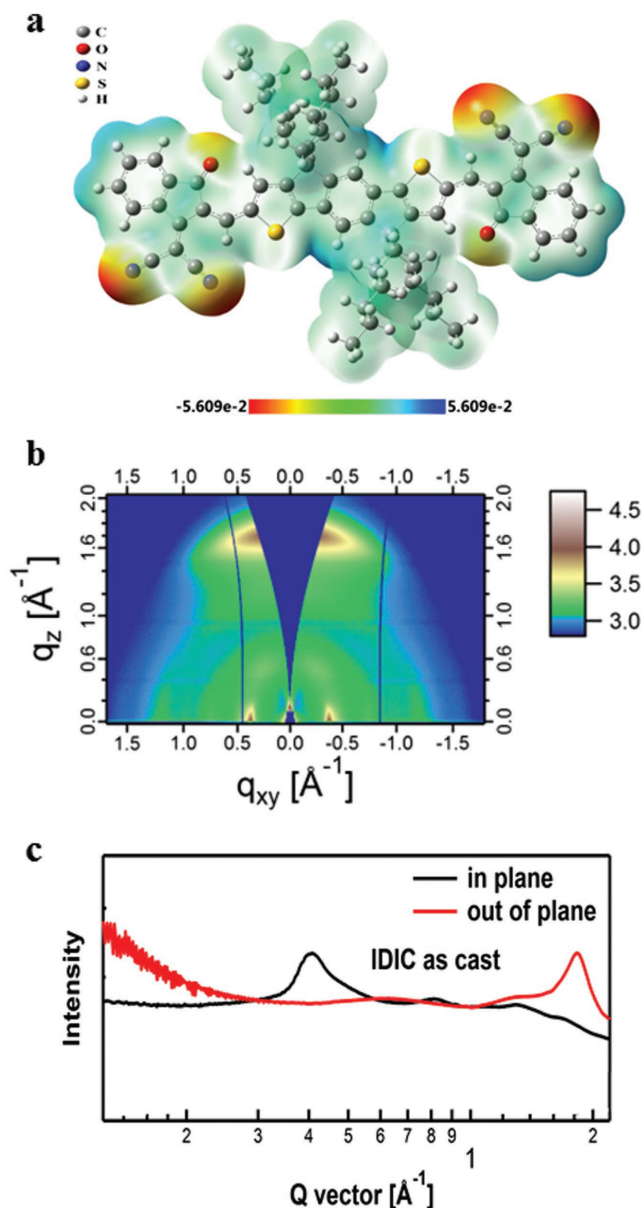 a
C
O
N
S
H
-5.609e-2 5.609e-2
b
1.5 1.0 0.5 0.0 -0.5 -1.0 -1.5
2.0 2.0
1.6 1.6
1.0 1.0
0.6 0.6
0.0 0.0
4.5
4.0
3.5
3.0
qz [Å-1]
1.5 1.0 0.5 0.0 -0.5 -1.0 -1.5
qxy [Å-1]
c
in plane
out of plane
IDIC as cast
Intensity
2 3 4 5 6 7 8 9 1 2
Q vector [Å-1]